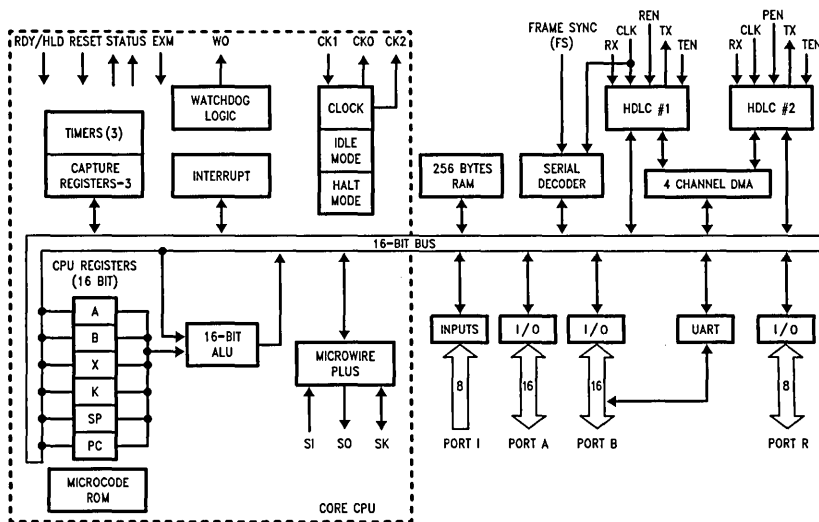 RDY/HLD RESET STATUS EXM WO CK1 CKO CK2
FRAME SYNC
(FS)
RX CLK REN TX TEN
RX CLK PEN TX TEN
TIMERS (3)
CAPTURE
REGISTERS-3
WATCHDOG
LOGIC
INTERRUPT
CLOCK
IDLE
MODE
HALT
MODE
256 BYTES
RAM
SERIAL
DECODER
HDLC #1
HDLC #2
4 CHANNEL DMA
16-BIT BUS
CPU REGISTERS
(16 BIT)
A
B
X
K
SP
PC
16-BIT
ALU
MICROWIRE
PLUS
SI SO SK
MICROCODE
ROM
CORE CPU
INPUTS
I/O
I/O
UART
I/O
8
16
16
8
PORT I
PORT A
PORT B
PORT R